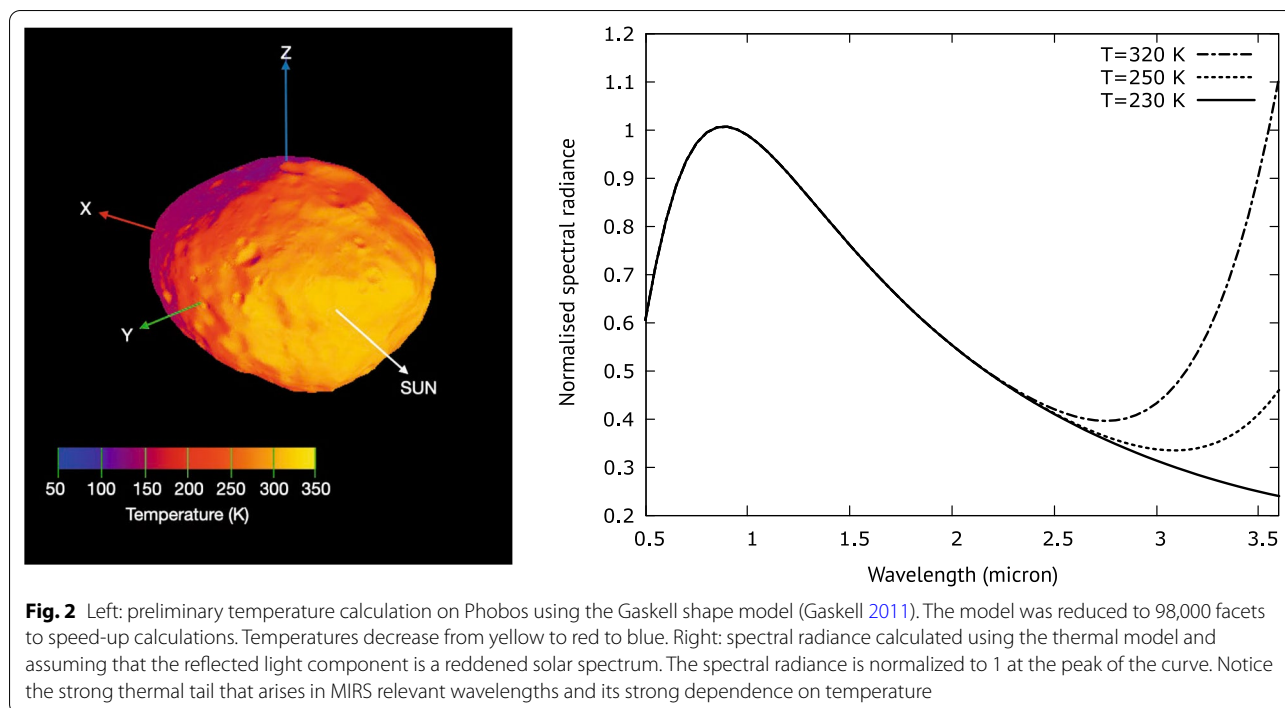 Z
X
Y
SUN
50 100 150 200 250 300 350
Temperature (K)
1.2
1.1
1
0.9
0.8
0.7
0.6
0.5
0.4
0.3
0.2
Normalised spectral radiance
T=320 K
T=250 K
T=230 K
0.5 1 1.5 2 2.5 3 3.5
Wavelength (micron)
Fig. 2 Left: preliminary temperature calculation on Phobos using the Gaskell shape model (Gaskell 2011). The model was reduced to 98,000 facets
to speed-up calculations. Temperatures decrease from yellow to red to blue. Right: spectral radiance calculated using the thermal model and
assuming that the reflected light component is a reddened solar spectrum. The spectral radiance is normalized to 1 at the peak of the curve. Notice
the strong thermal tail that arises in MIRS relevant wavelengths and its strong dependence on temperature